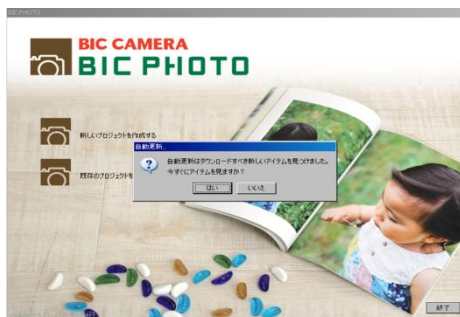 BIC PHOTO
BIC CAMERA
BIC PHOTO
新しいプロジェクトを作成する
自動更新..
自動更新はダウンロードすべき新しいアイテムを見つけました。
今すぐにアイテムを見ますか?
既存のプロジェクトを
はい
いいえ
終了